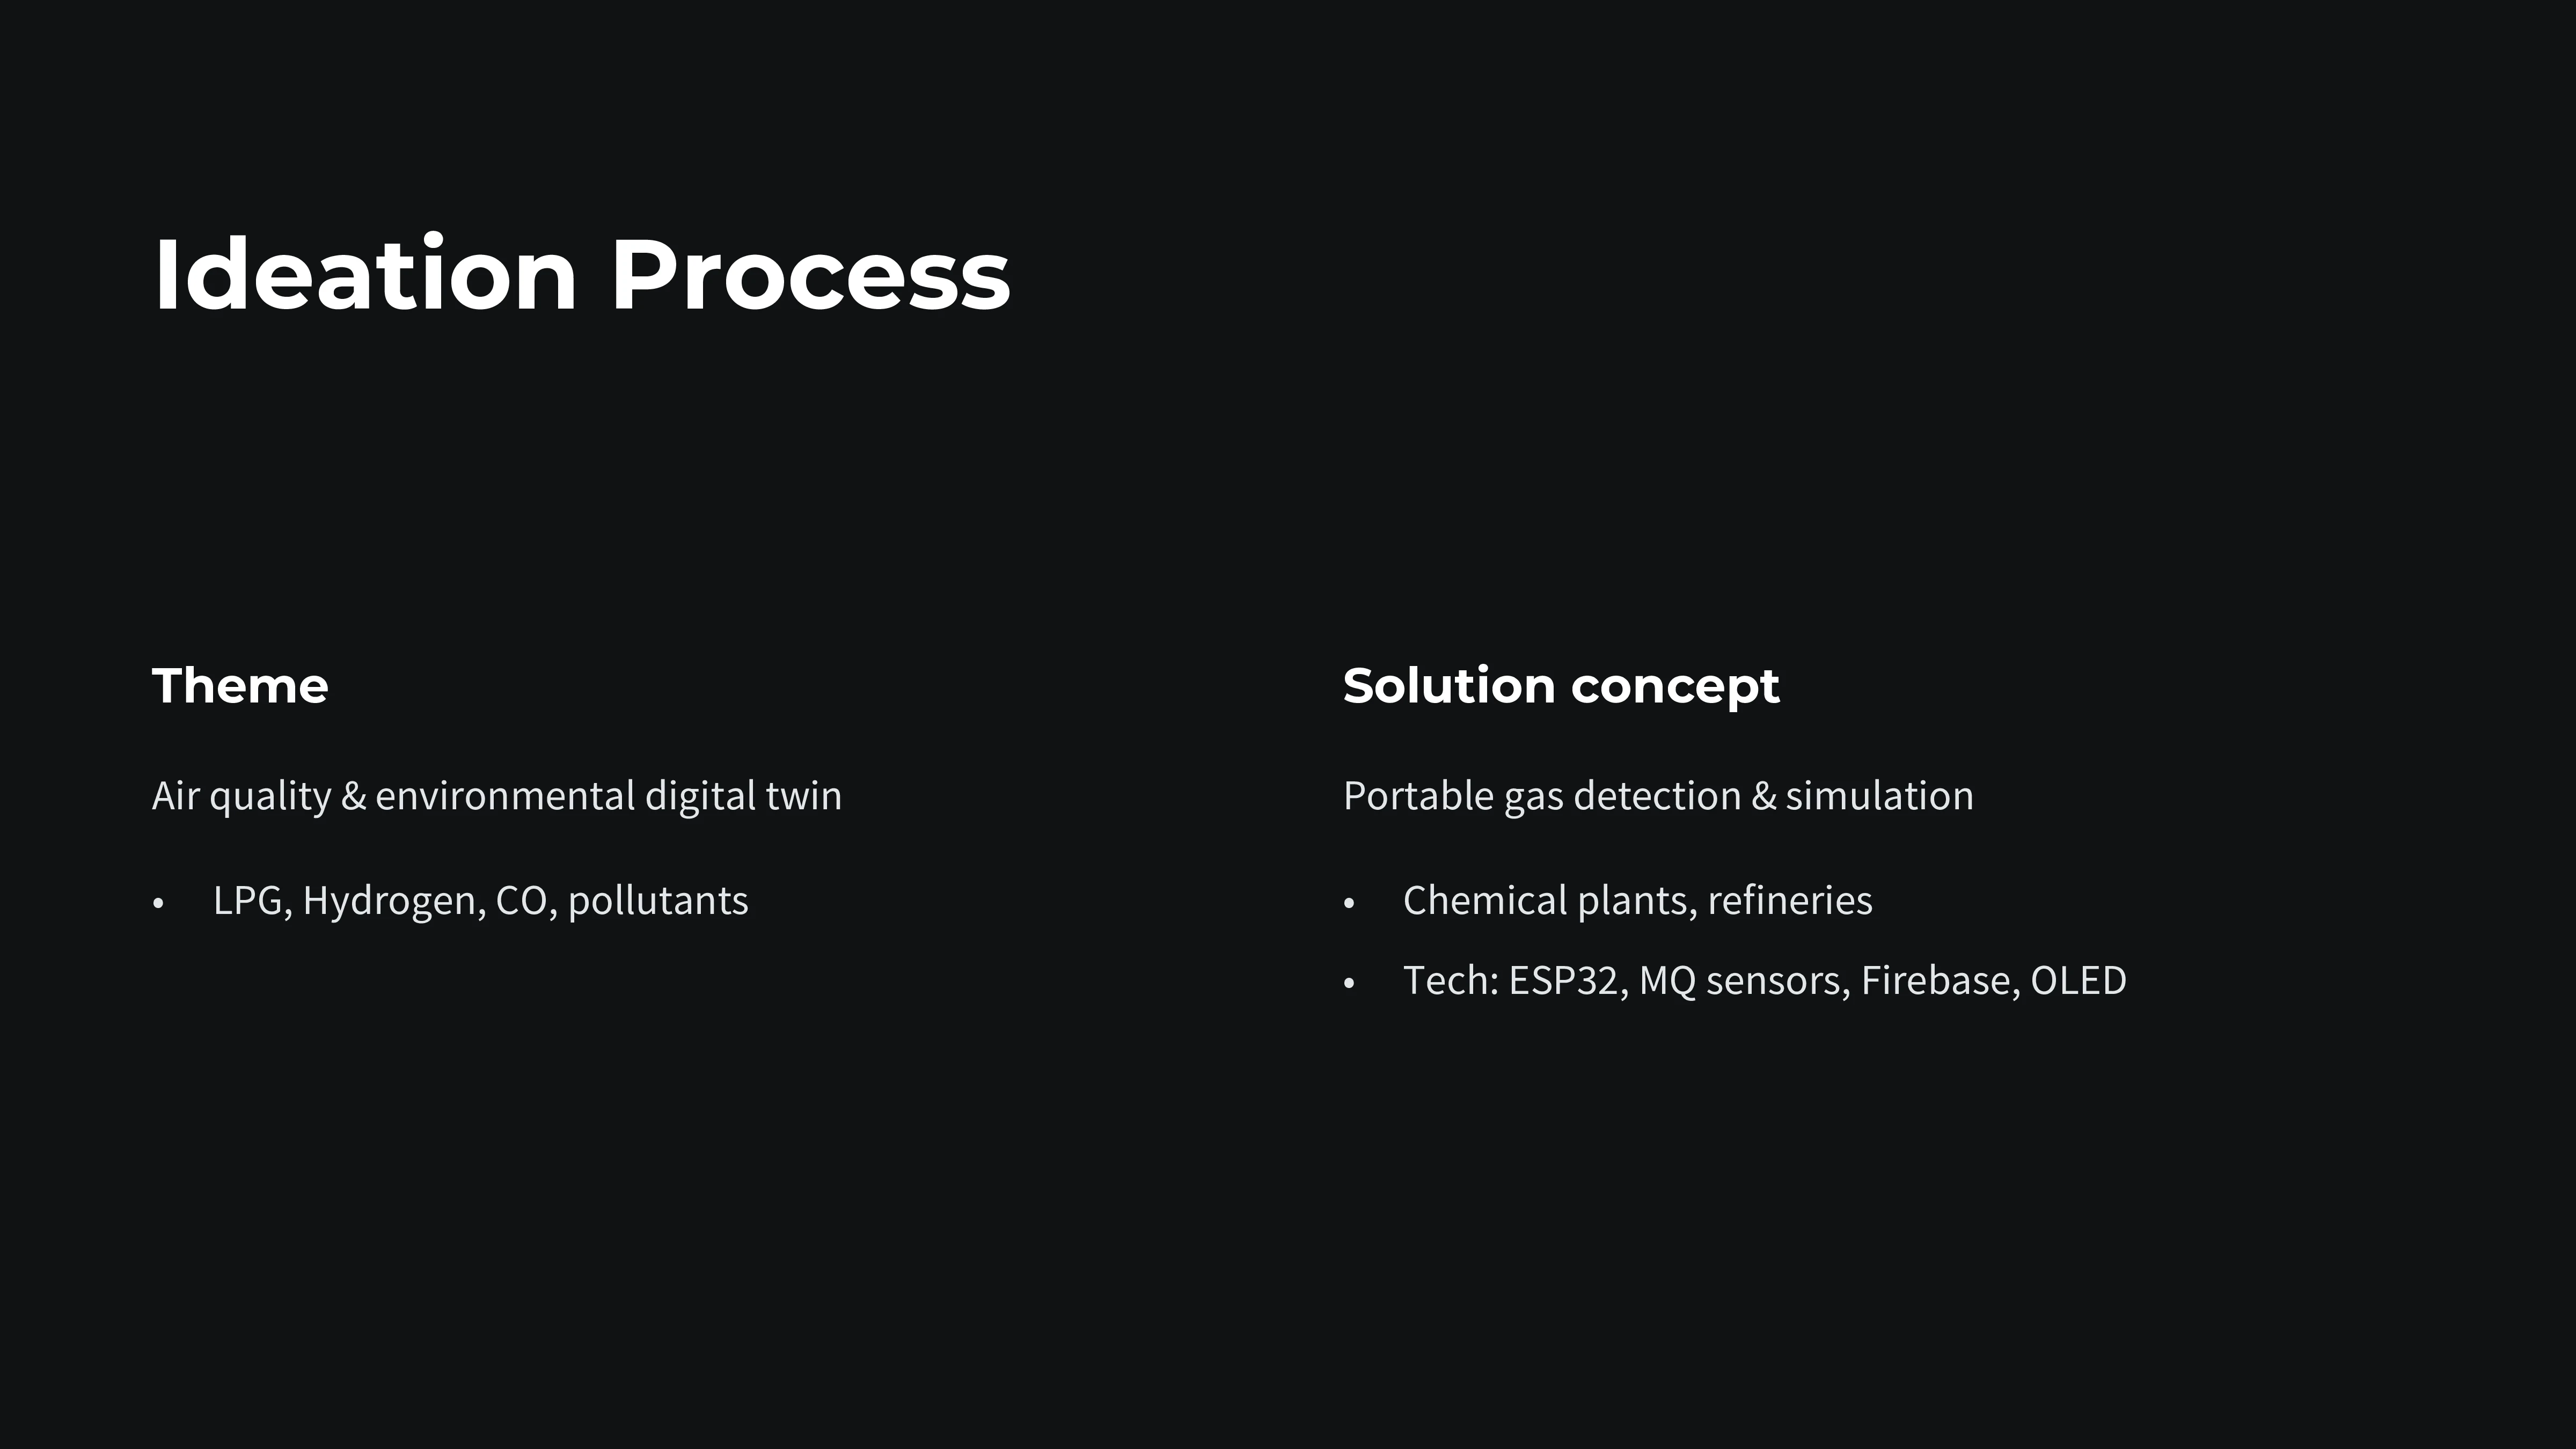 Ideation Process
Theme
Air quality & environmental digital twin
• LPG, Hydrogen, CO, pollutants
Solution concept
Portable gas detection & simulation
• Chemical plants, refineries
• Tech: ESP32, MQ sensors, Firebase, OLED